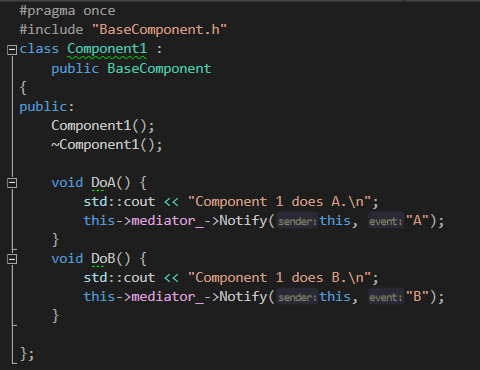 #pragma once
#include "BaseComponent.h"
class Component1 :
    public BaseComponent
{
public:
    Component1();
    ~Component1();

    void DoA() {
        std::cout << "Component 1 does A.\n";
        this->mediator_->Notify(sender: this, event: "A");
    }
    void DoB() {
        std::cout << "Component 1 does B.\n";
        this->mediator_->Notify(sender: this, event: "B");
    }

};